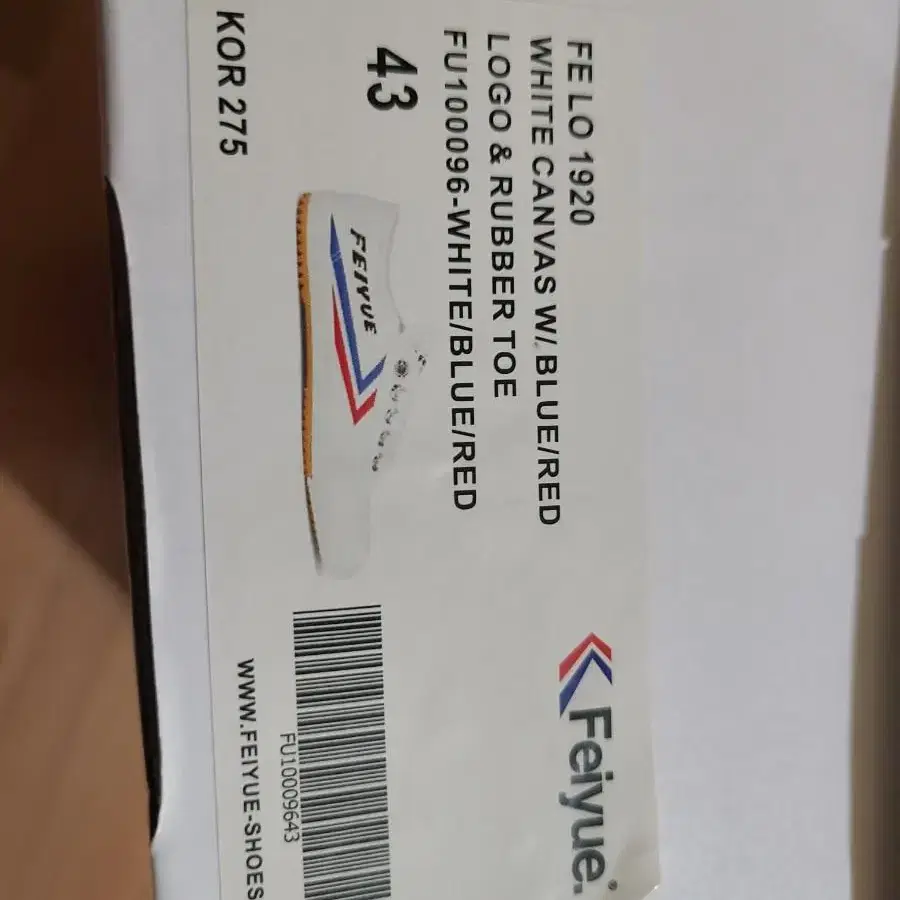 FE LO 1920
WHITE CANVAS W/ BLUE/RED
LOGO & RUBBER TOE
FU100096-WHITE/BLUE/RED
43
KOR 275
FEIYUE
Feiyue®
FU10009643
WWW.FEIYUE-SHOES